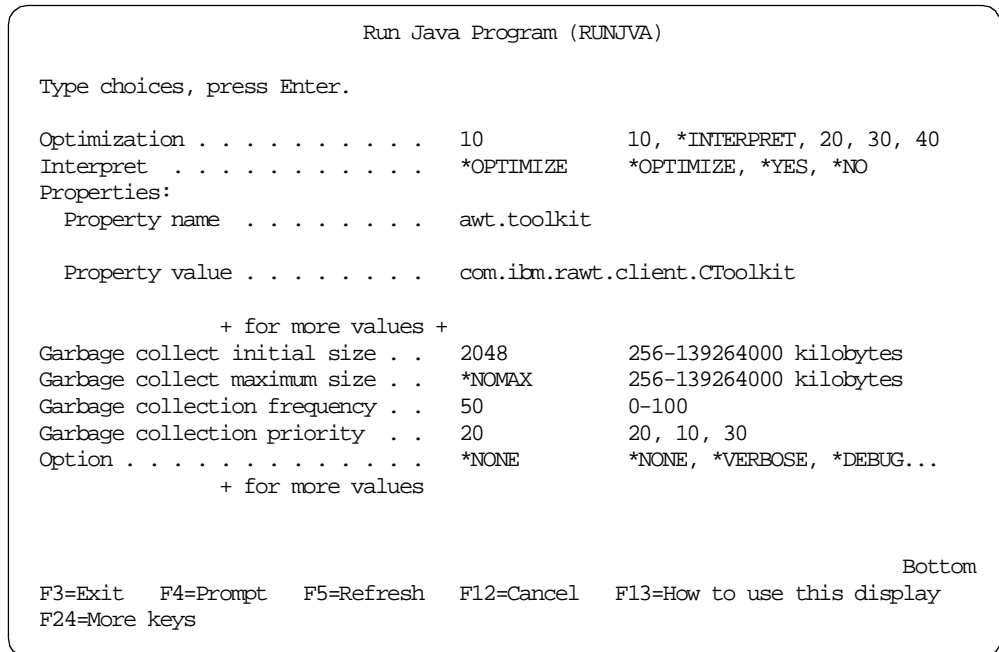 Run Java Program (RUNJVA)
Type choices, press Enter.
Optimization . . . . . . . . . . 10 10, *INTERPRET, 20, 30, 40
Interpret . . . . . . . . . . . *OPTIMIZE *OPTIMIZE, *YES, *NO
Properties:
Property name . . . . . . . . awt.toolkit
Property value . . . . . . . . com.ibm.rawt.client.CToolkit
+ for more values +
Garbage collect initial size . . 2048 256-139264000 kilobytes
Garbage collect maximum size . . *NOMAX 256-139264000 kilobytes
Garbage collection frequency . . 50 0-100
Garbage collection priority . . 20 20, 10, 30
Option . . . . . . . . . . . . . *NONE *NONE, *VERBOSE, *DEBUG...
+ for more values
Bottom
F3=Exit F4=Prompt F5=Refresh F12=Cancel F13=How to use this display
F24=More keys